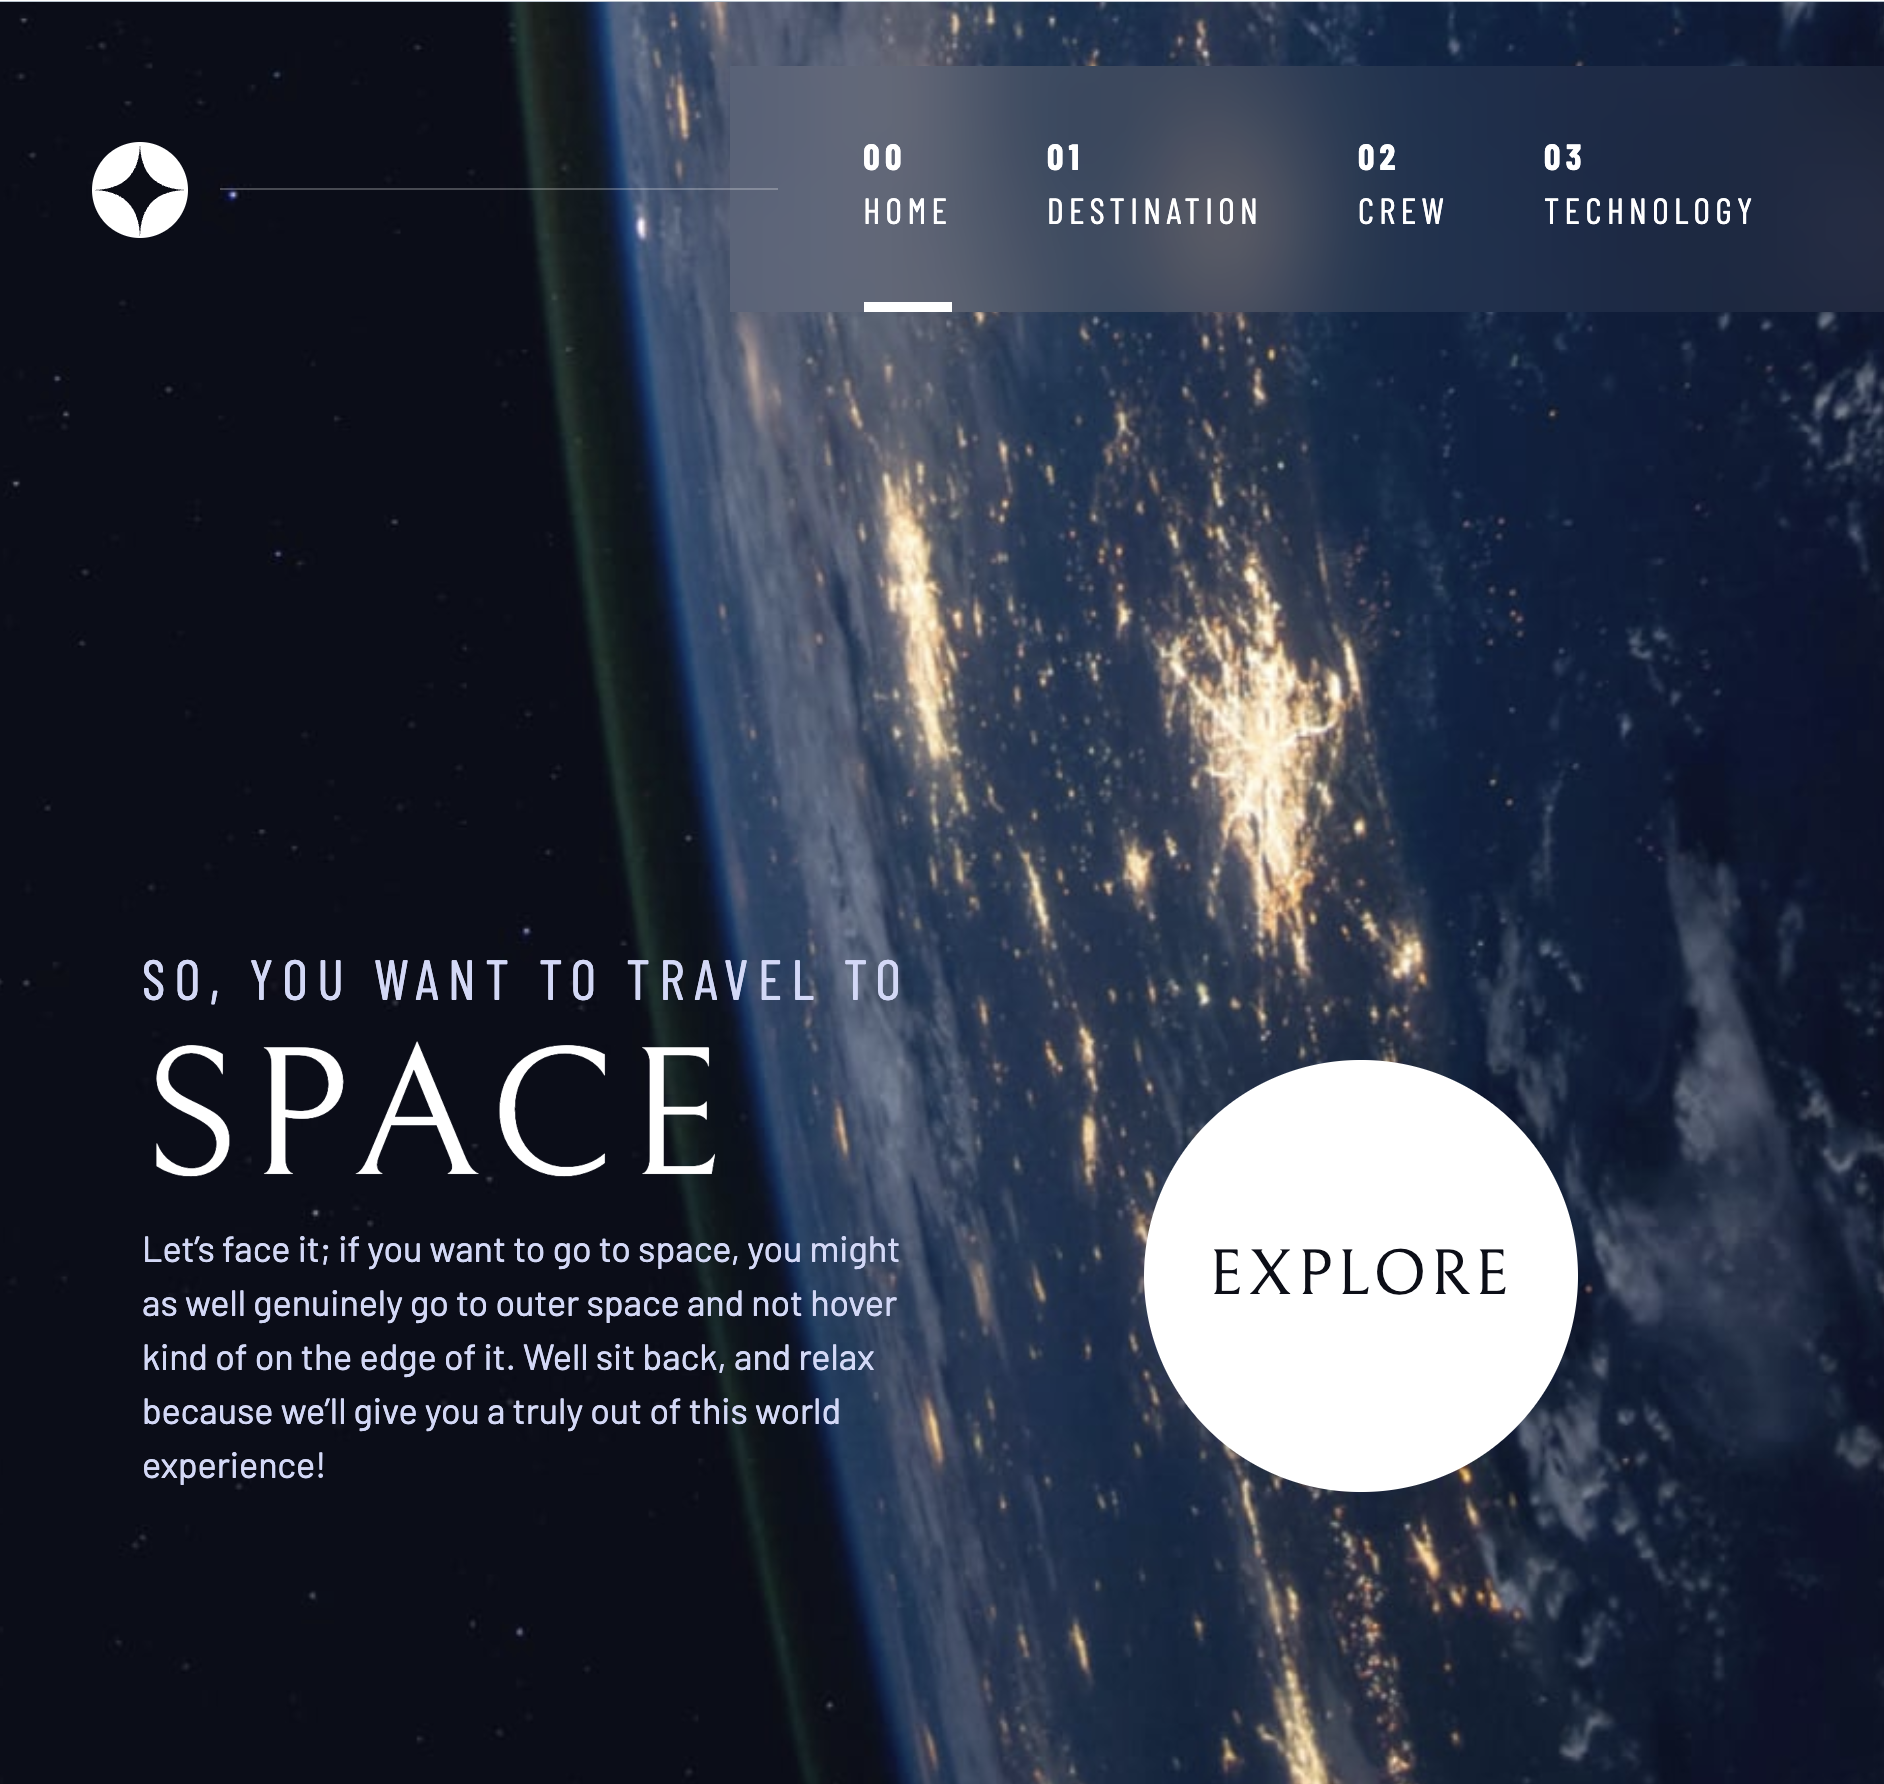 00 01 02 03
HOME DESTINATION CREW TECHNOLOGY
SO, YOU WANT TO TRAVEL TO
SPACE
Let’s face it; if you want to go to space, you might
as well genuinely go to outer space and not hover
kind of on the edge of it. Well sit back, and relax
because we’ll give you a truly out of this world
experience!
EXPLORE